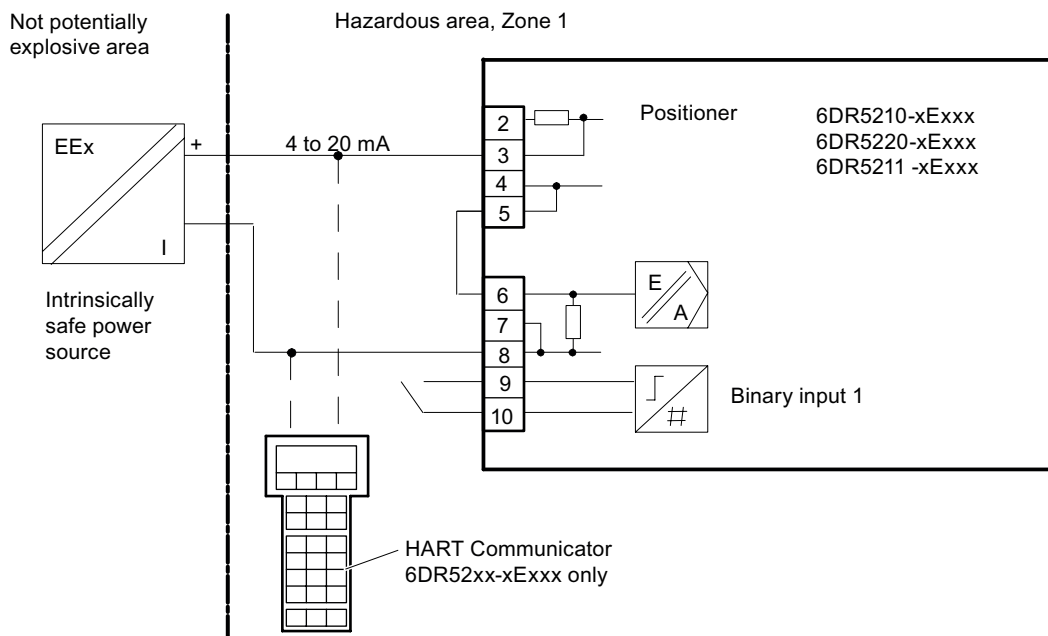 Not potentially
explosive area
Hazardous area, Zone 1
EEx
+
I
Intrinsically
safe power
source
4 to 20 mA
2
3
4
5
6
7
8
9
10
Positioner
6DR5210-xExxx
6DR5220-xExxx
6DR5211 -xExxx
E
A
#
Binary input 1
HART Communicator
6DR52xx-xExxx only